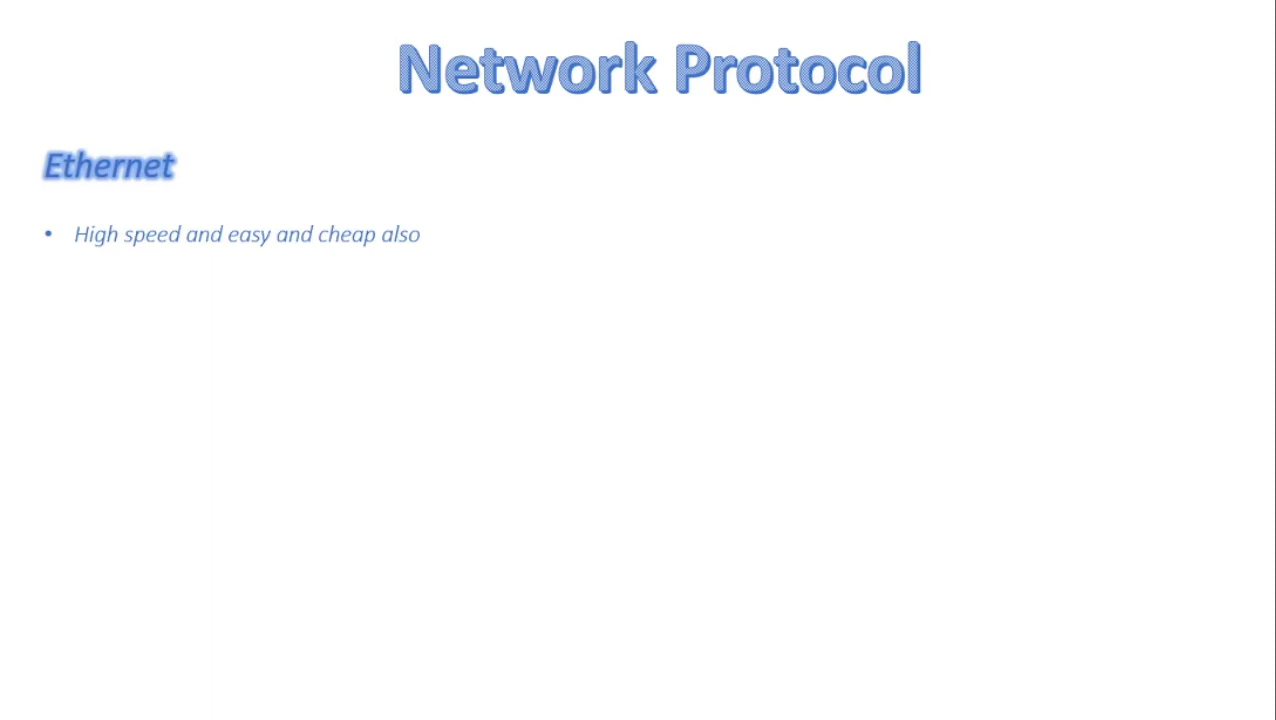 Network Protocol
Ethernet
• High speed and easy and cheap also